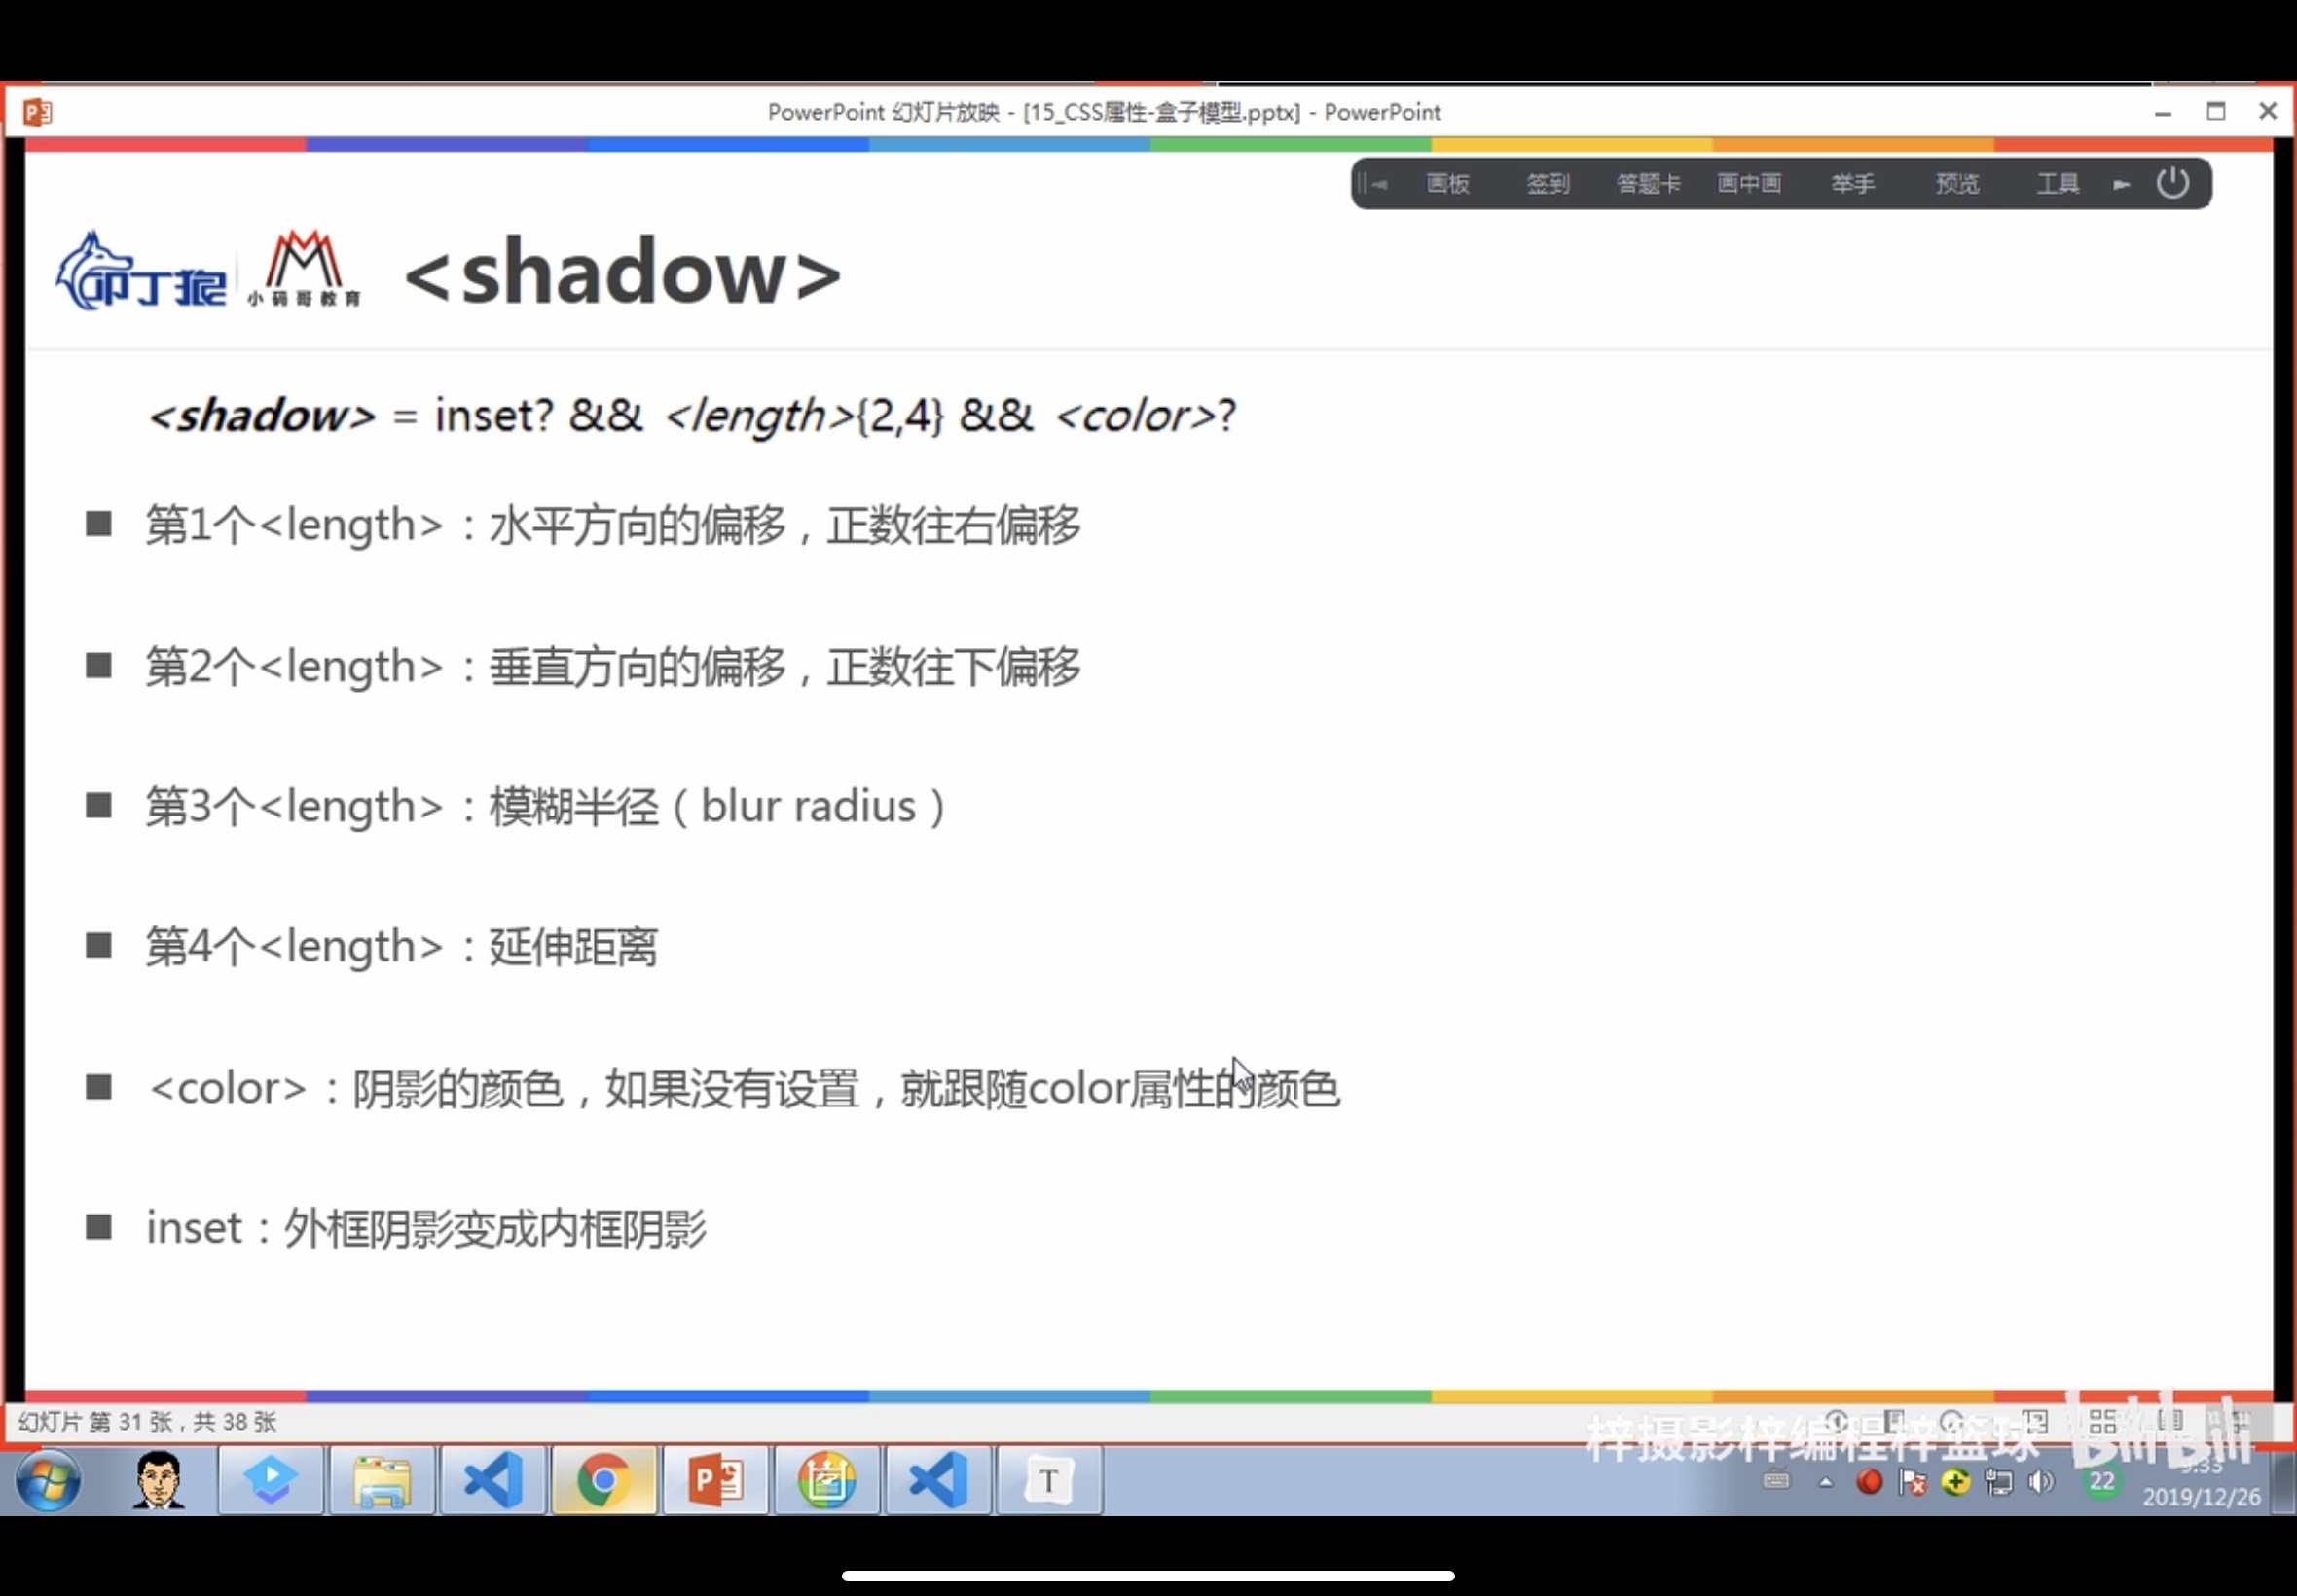 PowerPoint 幻灯片放映 - [15_CSS属性-盒子模型.pptx] - PowerPoint
画板 签到 答题卡 画中画 举手 预览 工具
叩丁狼 小码哥教育 <shadow>
<shadow> = inset? && <length>{2,4} && <color>?
■ 第1个<length>：水平方向的偏移，正数往右偏移
■ 第2个<length>：垂直方向的偏移，正数往下偏移
■ 第3个<length>：模糊半径（blur radius）
■ 第4个<length>：延伸距离
■ <color>：阴影的颜色，如果没有设置，就跟随color属性的颜色
■ inset：外框阴影变成内框阴影
幻灯片 第 31 张，共 38 张
梓摄影梓编程梓篮球 bilibili
T
22
2019/12/26